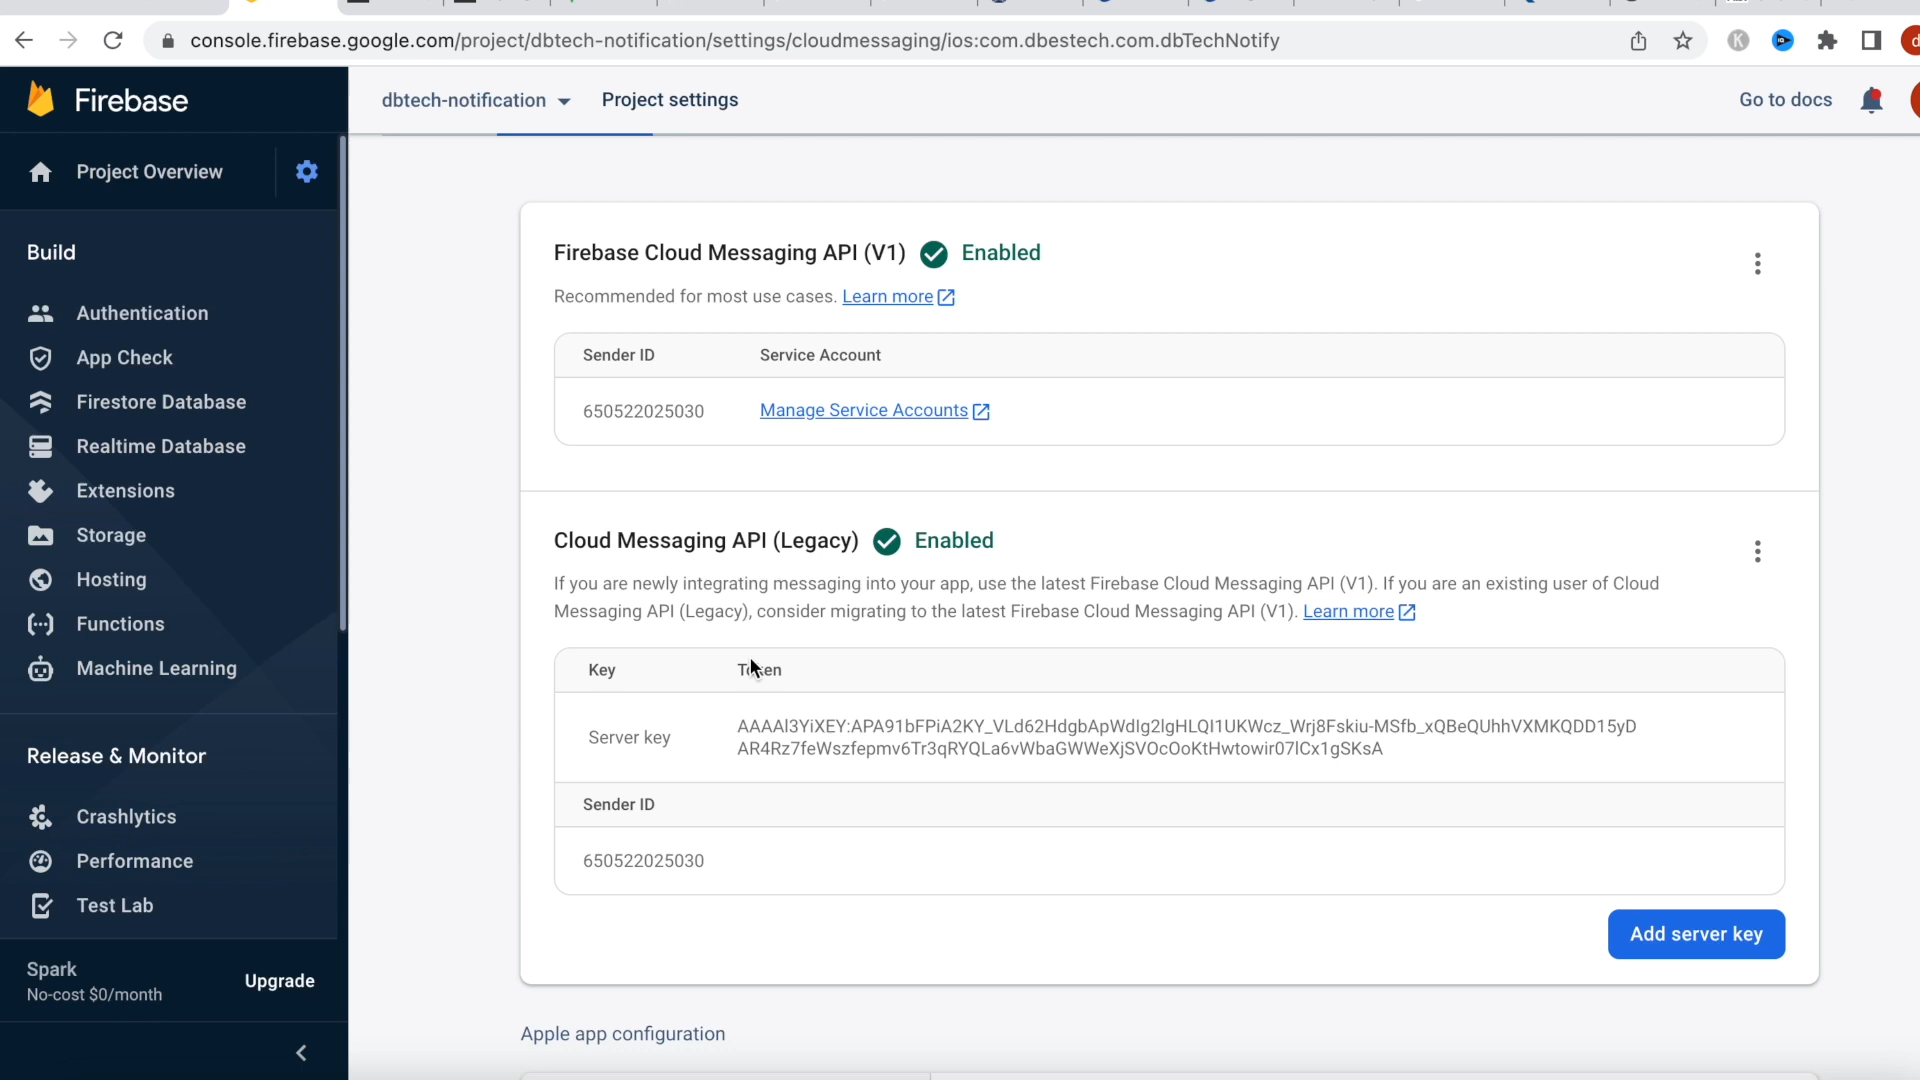 console.firebase.google.com/project/dbtech-notification/settings/cloudmessaging/ios:com.dbestech.com.dbTechNotify
Firebase
dbtech-notification
Project settings
Go to docs
Project Overview
Build
Authentication
App Check
Firestore Database
Realtime Database
Extensions
Storage
Hosting
Functions
Machine Learning
Release & Monitor
Crashlytics
Performance
Test Lab
Spark
No-cost $0/month
Upgrade
Firebase Cloud Messaging API (V1) Enabled
Recommended for most use cases. Learn more
Sender ID Service Account
650522025030 Manage Service Accounts
Cloud Messaging API (Legacy) Enabled
If you are newly integrating messaging into your app, use the latest Firebase Cloud Messaging API (V1). If you are an existing user of Cloud
Messaging API (Legacy), consider migrating to the latest Firebase Cloud Messaging API (V1). Learn more
Key Token
Server key
AAAAl3YiXEY:APA91bFPiA2KY_VLd62HdgbApWdIg2lgHLQI1UKWcz_Wrj8Fskiu-MSfb_xQBeQUhhVXMKQDD15yD
AR4Rz7feWszfepmv6Tr3qRYQLa6vWbaGWWeXjSVOcOoKtHwtowir07lCx1gSKsA
Sender ID
650522025030
Add server key
Apple app configuration